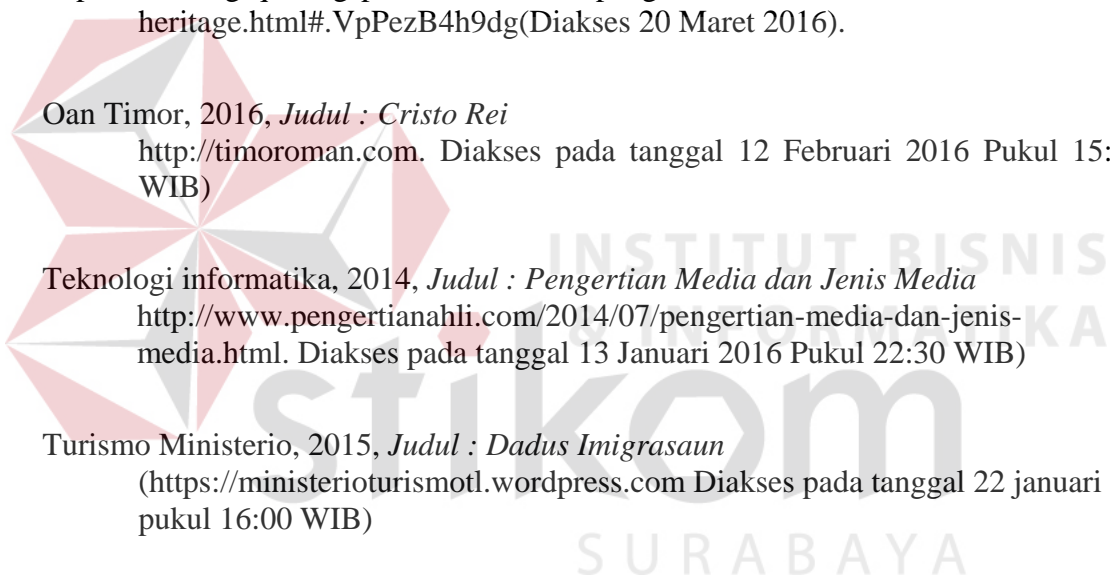 heritage.html#.VpPezB4h9dg(Diakses 20 Maret 2016).
Oan Timor, 2016, Judul : Cristo Rei
http://timoroman.com. Diakses pada tanggal 12 Februari 2016 Pukul 15:
WIB)
Teknologi informatika, 2014, Judul : Pengertian Media dan Jenis Media
http://www.pengertianahli.com/2014/07/pengertian-media-dan-jenis-
media.html. Diakses pada tanggal 13 Januari 2016 Pukul 22:30 WIB)
Turismo Ministerio, 2015, Judul : Dadus Imigrasaun
(https://ministerioturismotl.wordpress.com Diakses pada tanggal 22 januari
pukul 16:00 WIB)
INSTITUT BISNIS
& INFORMATIKA
stikom
SURABAYA